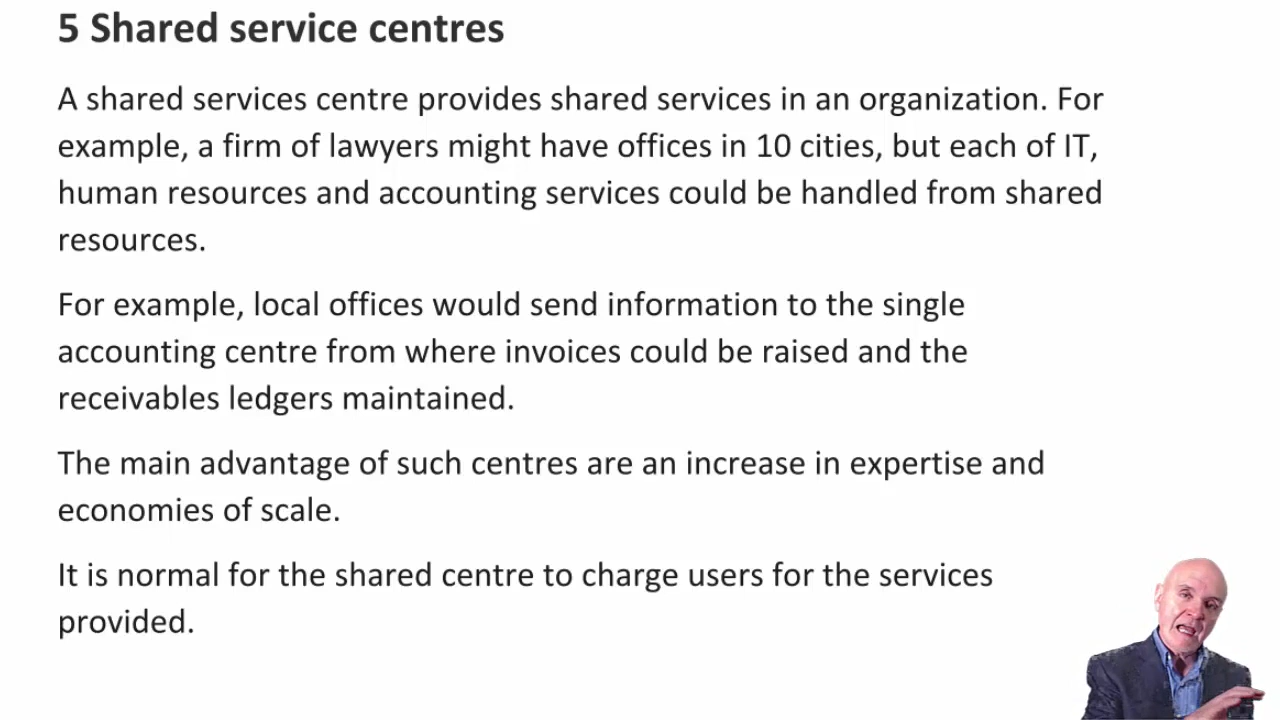 5 Shared service centres
A shared services centre provides shared services in an organization. For
example, a firm of lawyers might have offices in 10 cities, but each of IT,
human resources and accounting services could be handled from shared
resources.
For example, local offices would send information to the single
accounting centre from where invoices could be raised and the
receivables ledgers maintained.
The main advantage of such centres are an increase in expertise and
economies of scale.
It is normal for the shared centre to charge users for the services
provided.